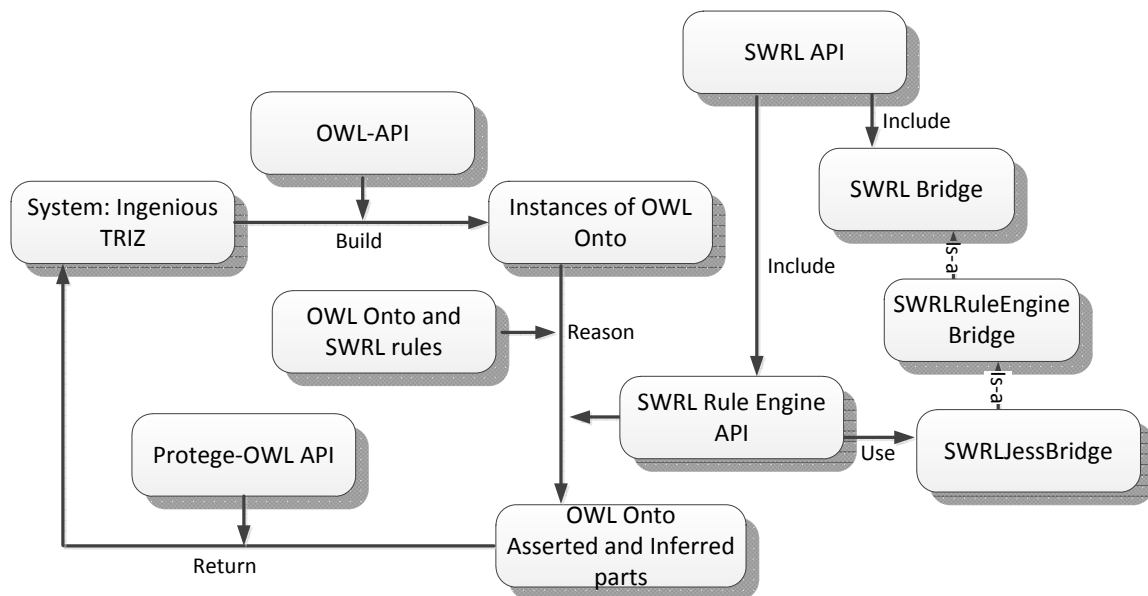 SWRL API
Include
OWL-API
SWRL Bridge
System: Ingenious
TRIZ
Build
Instances of OWL
Onto
Is-a
Include
OWL Onto and
SWRL rules
Reason
SWRLRuleEngine
Bridge
Is-a
SWRL Rule Engine
API
Use
SWRLJessBridge
Protege-OWL API
OWL Onto
Asserted and Inferred
parts
Return